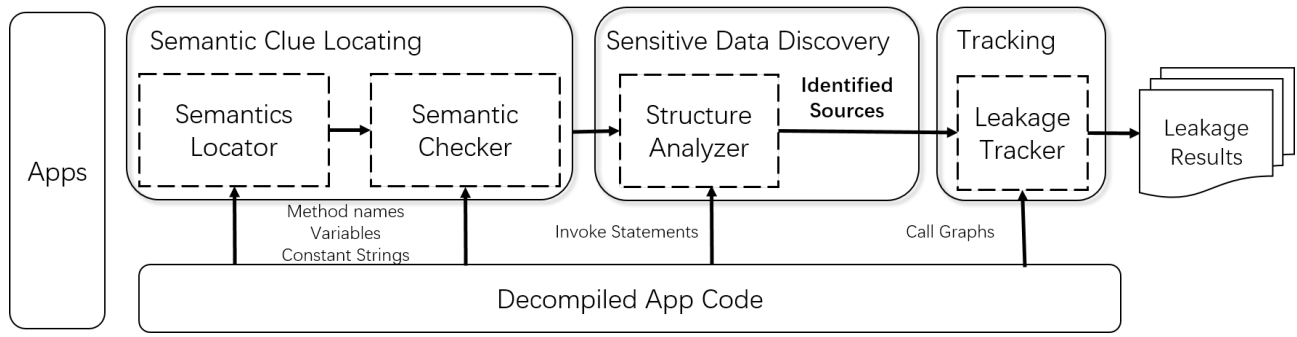 Apps
Semantic Clue Locating
Semantics
Locator
Semantic
Checker
Sensitive Data Discovery
Structure
Analyzer
Identified
Sources
Tracking
Leakage
Tracker
Leakage
Results
Method names
Variables
Constant Strings
Invoke Statements
Call Graphs
Decompiled App Code